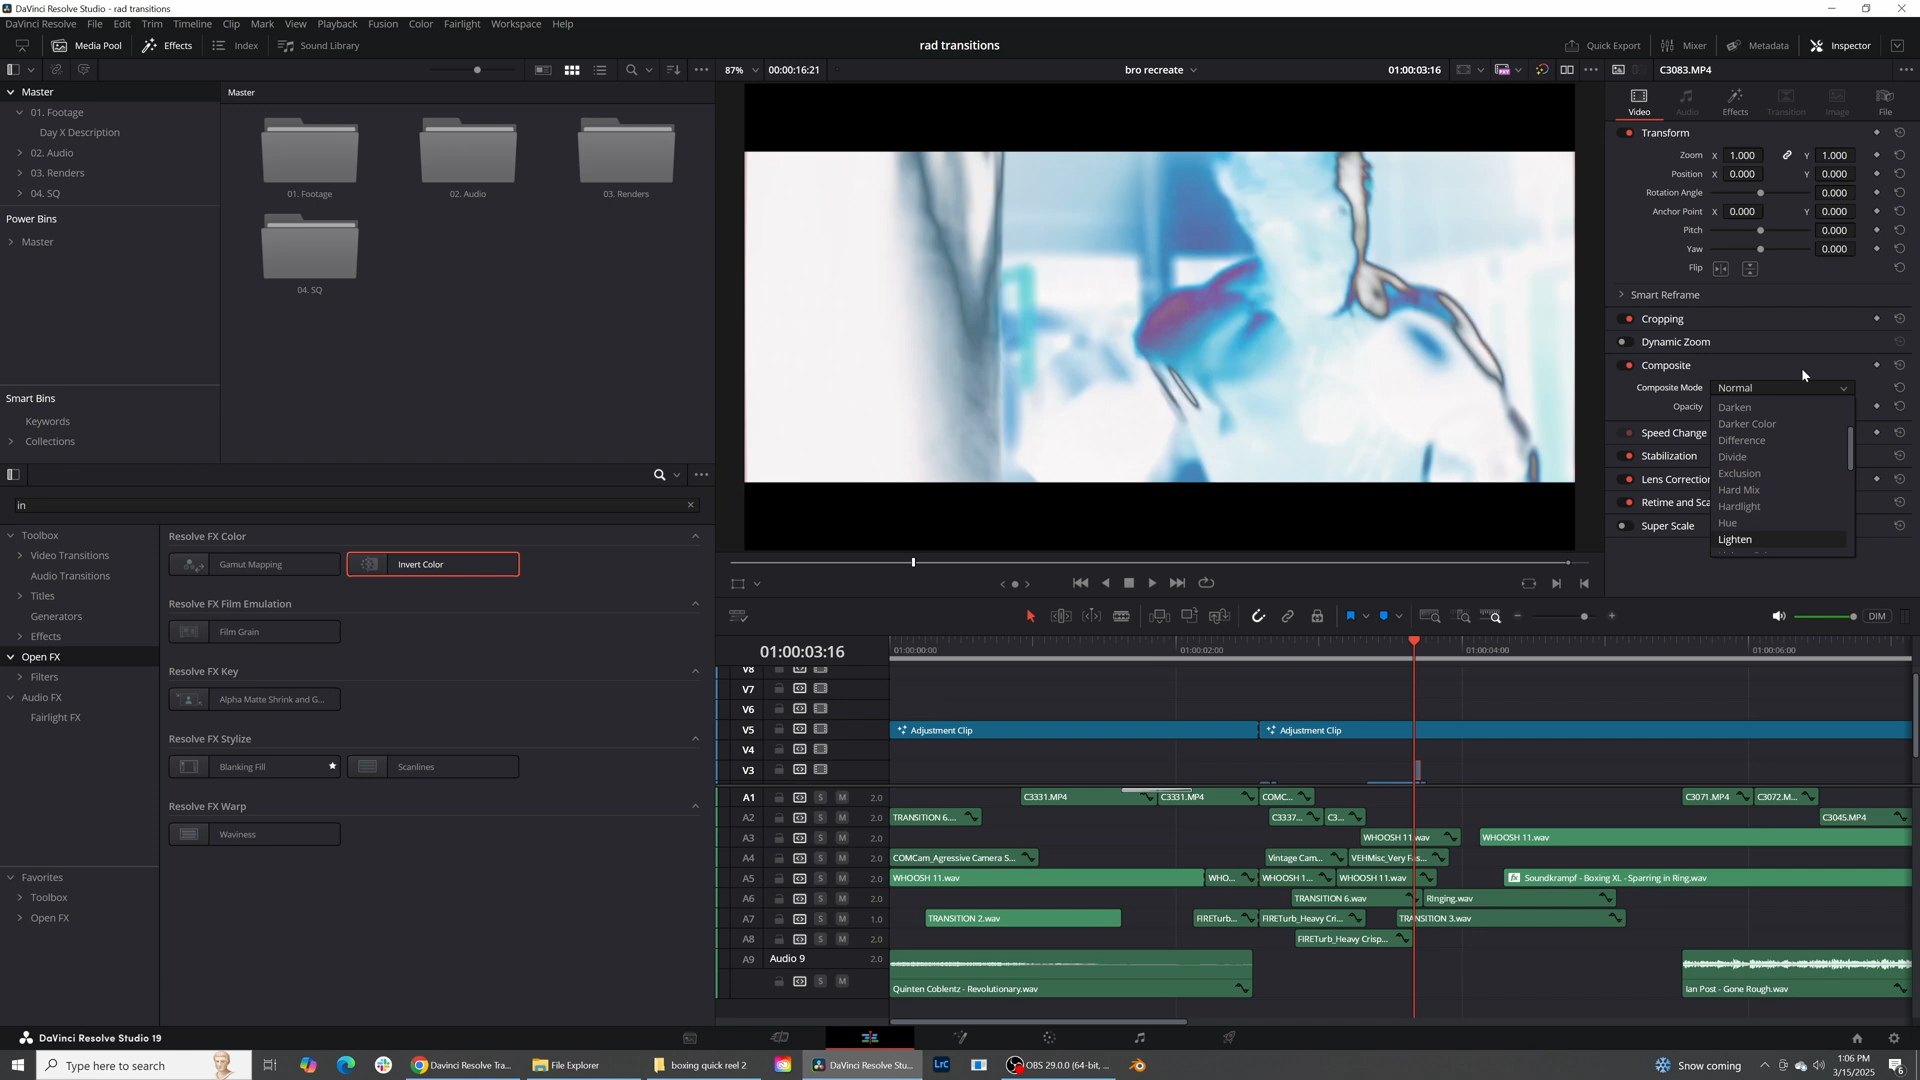 DaVinci Resolve Studio - rad transitions
DaVinci Resolve File Edit Trim Timeline Clip Mark View Playback Fusion Color Fairlight Workspace Help
Media Pool Effects Index Sound Library rad transitions Quick Export Mixer Metadata Inspector
87% 00:00:16:21 bro recreate 01:00:03:16 C3083.MP4
Master
01. Footage
Day X Description
02. Audio
03. Renders
04. SQ
Power Bins
Master
Smart Bins
Keywords
Collections
Master
01. Footage 02. Audio 03. Renders
04. SQ
Video Audio Effects Transition Image File
Transform
Zoom X 1.000 Y 1.000
Position X 0.000 Y 0.000
Rotation Angle 0.000
Anchor Point X 0.000 Y 0.000
Pitch 0.000
Yaw 0.000
Flip
Smart Reframe
Cropping
Dynamic Zoom
Composite
Composite Mode Normal
Opacity
Speed Change
Stabilization
Lens Correction
Retime and Sca
Super Scale
Darken
Darker Color
Difference
Divide
Exclusion
Hard Mix
Hardlight
Hue
Lighten
in
Toolbox
Video Transitions
Audio Transitions
Titles
Generators
Effects
Open FX
Filters
Audio FX
Fairlight FX
Favorites
Toolbox
Open FX
Resolve FX Color
Gamut Mapping Invert Color
Resolve FX Film Emulation
Film Grain
Resolve FX Key
Alpha Matte Shrink and G...
Resolve FX Stylize
Blanking Fill Scanlines
Resolve FX Warp
Waviness
DIM
01:00:03:16 01:00:00:00 01:00:02:00 01:00:04:00 01:00:06:00
V8
V7
V6
V5 Adjustment Clip Adjustment Clip
V4
V3
A1 S M 2.0 C3331.MP4 C3331.MP4 COMC... C3071.MP4 C3072.M...
A2 S M 2.0 TRANSITION 6.... C3337... C3... C3045.MP4
A3 S M 2.0 WHOOSH 11.wav WHOOSH 11.wav
A4 S M 2.0 COMCam_Agressive Camera S... Vintage Cam... VEHMisc_Very Fas...
A5 S M 2.0 WHOOSH 11.wav WHO... WHOOSH 1... WHOOSH 11.wav Soundkrampf - Boxing XL - Sparring in Ring.wav
A6 S M 2.0 TRANSITION 6.wav RInging.wav
A7 S M 1.0 TRANSITION 2.wav FIRETurb... FIRETurb_Heavy Cri... TRANSITION 3.wav
A8 S M 2.0 FIRETurb_Heavy Crisp...
A9 Audio 9 2.0
S M Quinten Coblentz - Revolutionary.wav Ian Post - Gone Rough.wav
DaVinci Resolve Studio 19
Type here to search Davinci Resolve Tra... File Explorer boxing quick reel 2 DaVinci Resolve Stu... LrC OBS 29.0.0 (64-bit, ... Snow coming 1:06 PM
3/15/2025 6